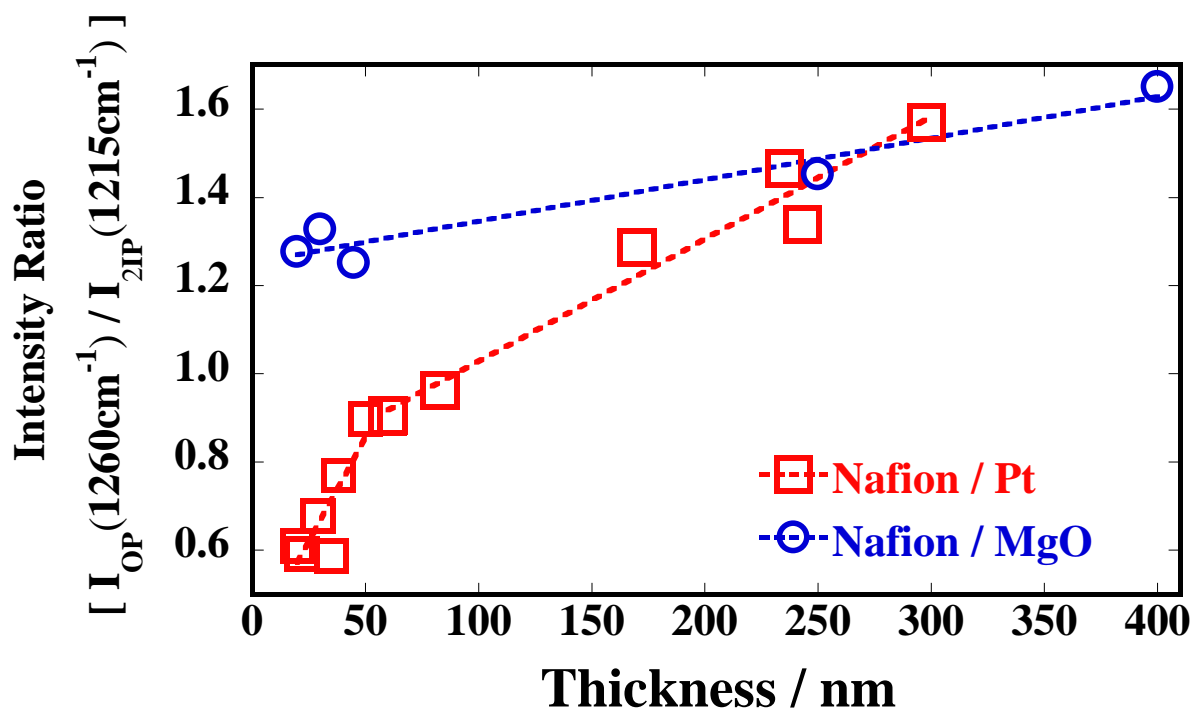 Intensity Ratio
[ I_OP(1260cm^-1) / I_2IP(1215cm^-1) ]
1.6
1.4
1.2
1.0
0.8
0.6
Nafion / Pt
Nafion / MgO
0 50 100 150 200 250 300 350 400
Thickness / nm